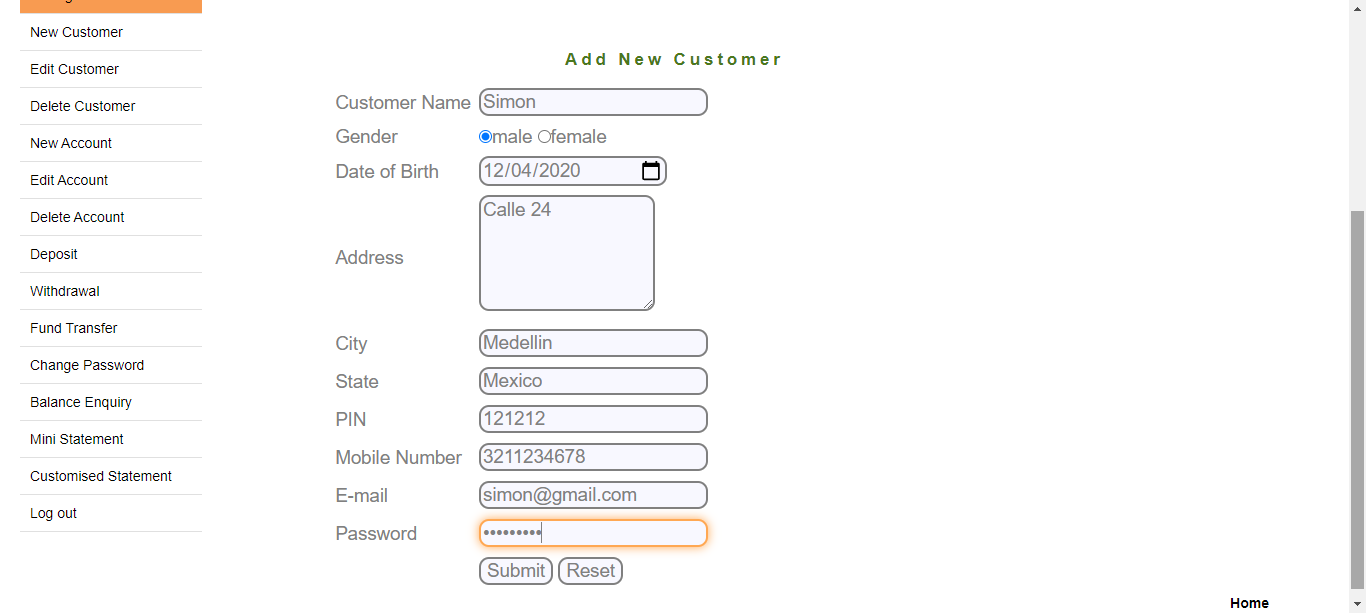 New Customer
Edit Customer
Delete Customer
New Account
Edit Account
Delete Account
Deposit
Withdrawal
Fund Transfer
Change Password
Balance Enquiry
Mini Statement
Customised Statement
Log out
Add New Customer
Customer Name Simon
Gender male female
Date of Birth 12/04/2020
Address Calle 24
City Medellin
State Mexico
PIN 121212
Mobile Number 3211234678
E-mail simon@gmail.com
Password •••••••••
Submit Reset
Home